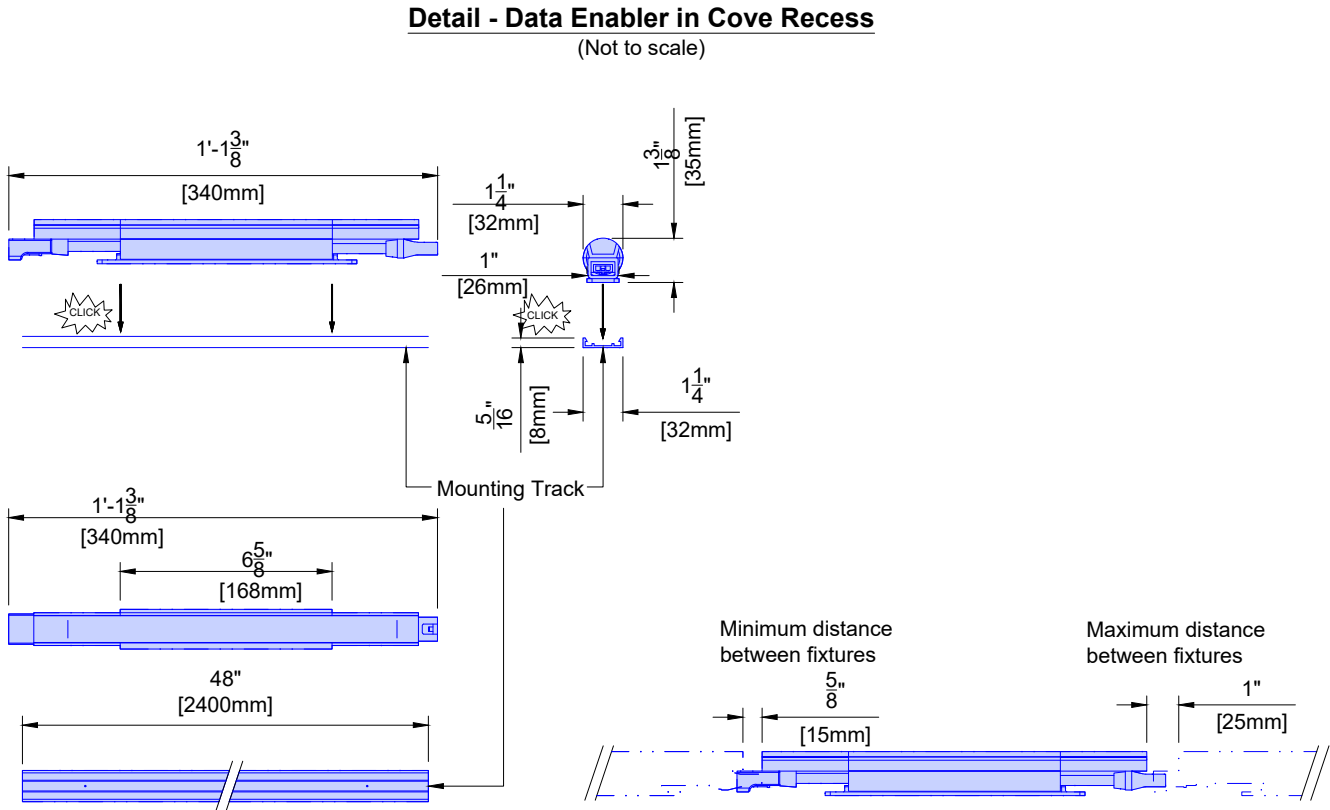 Detail - Data Enabler in Cove Recess
(Not to scale)
1'-1 3/8"
[340mm]
1 1/4"
[32mm]
1 3/8"
[35mm]
1"
[26mm]
CLICK
CLICK
5/16"
[8mm]
1 1/4"
[32mm]
Mounting Track
1'-1 3/8"
[340mm]
6 5/8"
[168mm]
48"
[2400mm]
Minimum distance
between fixtures
5/8"
[15mm]
Maximum distance
between fixtures
1"
[25mm]